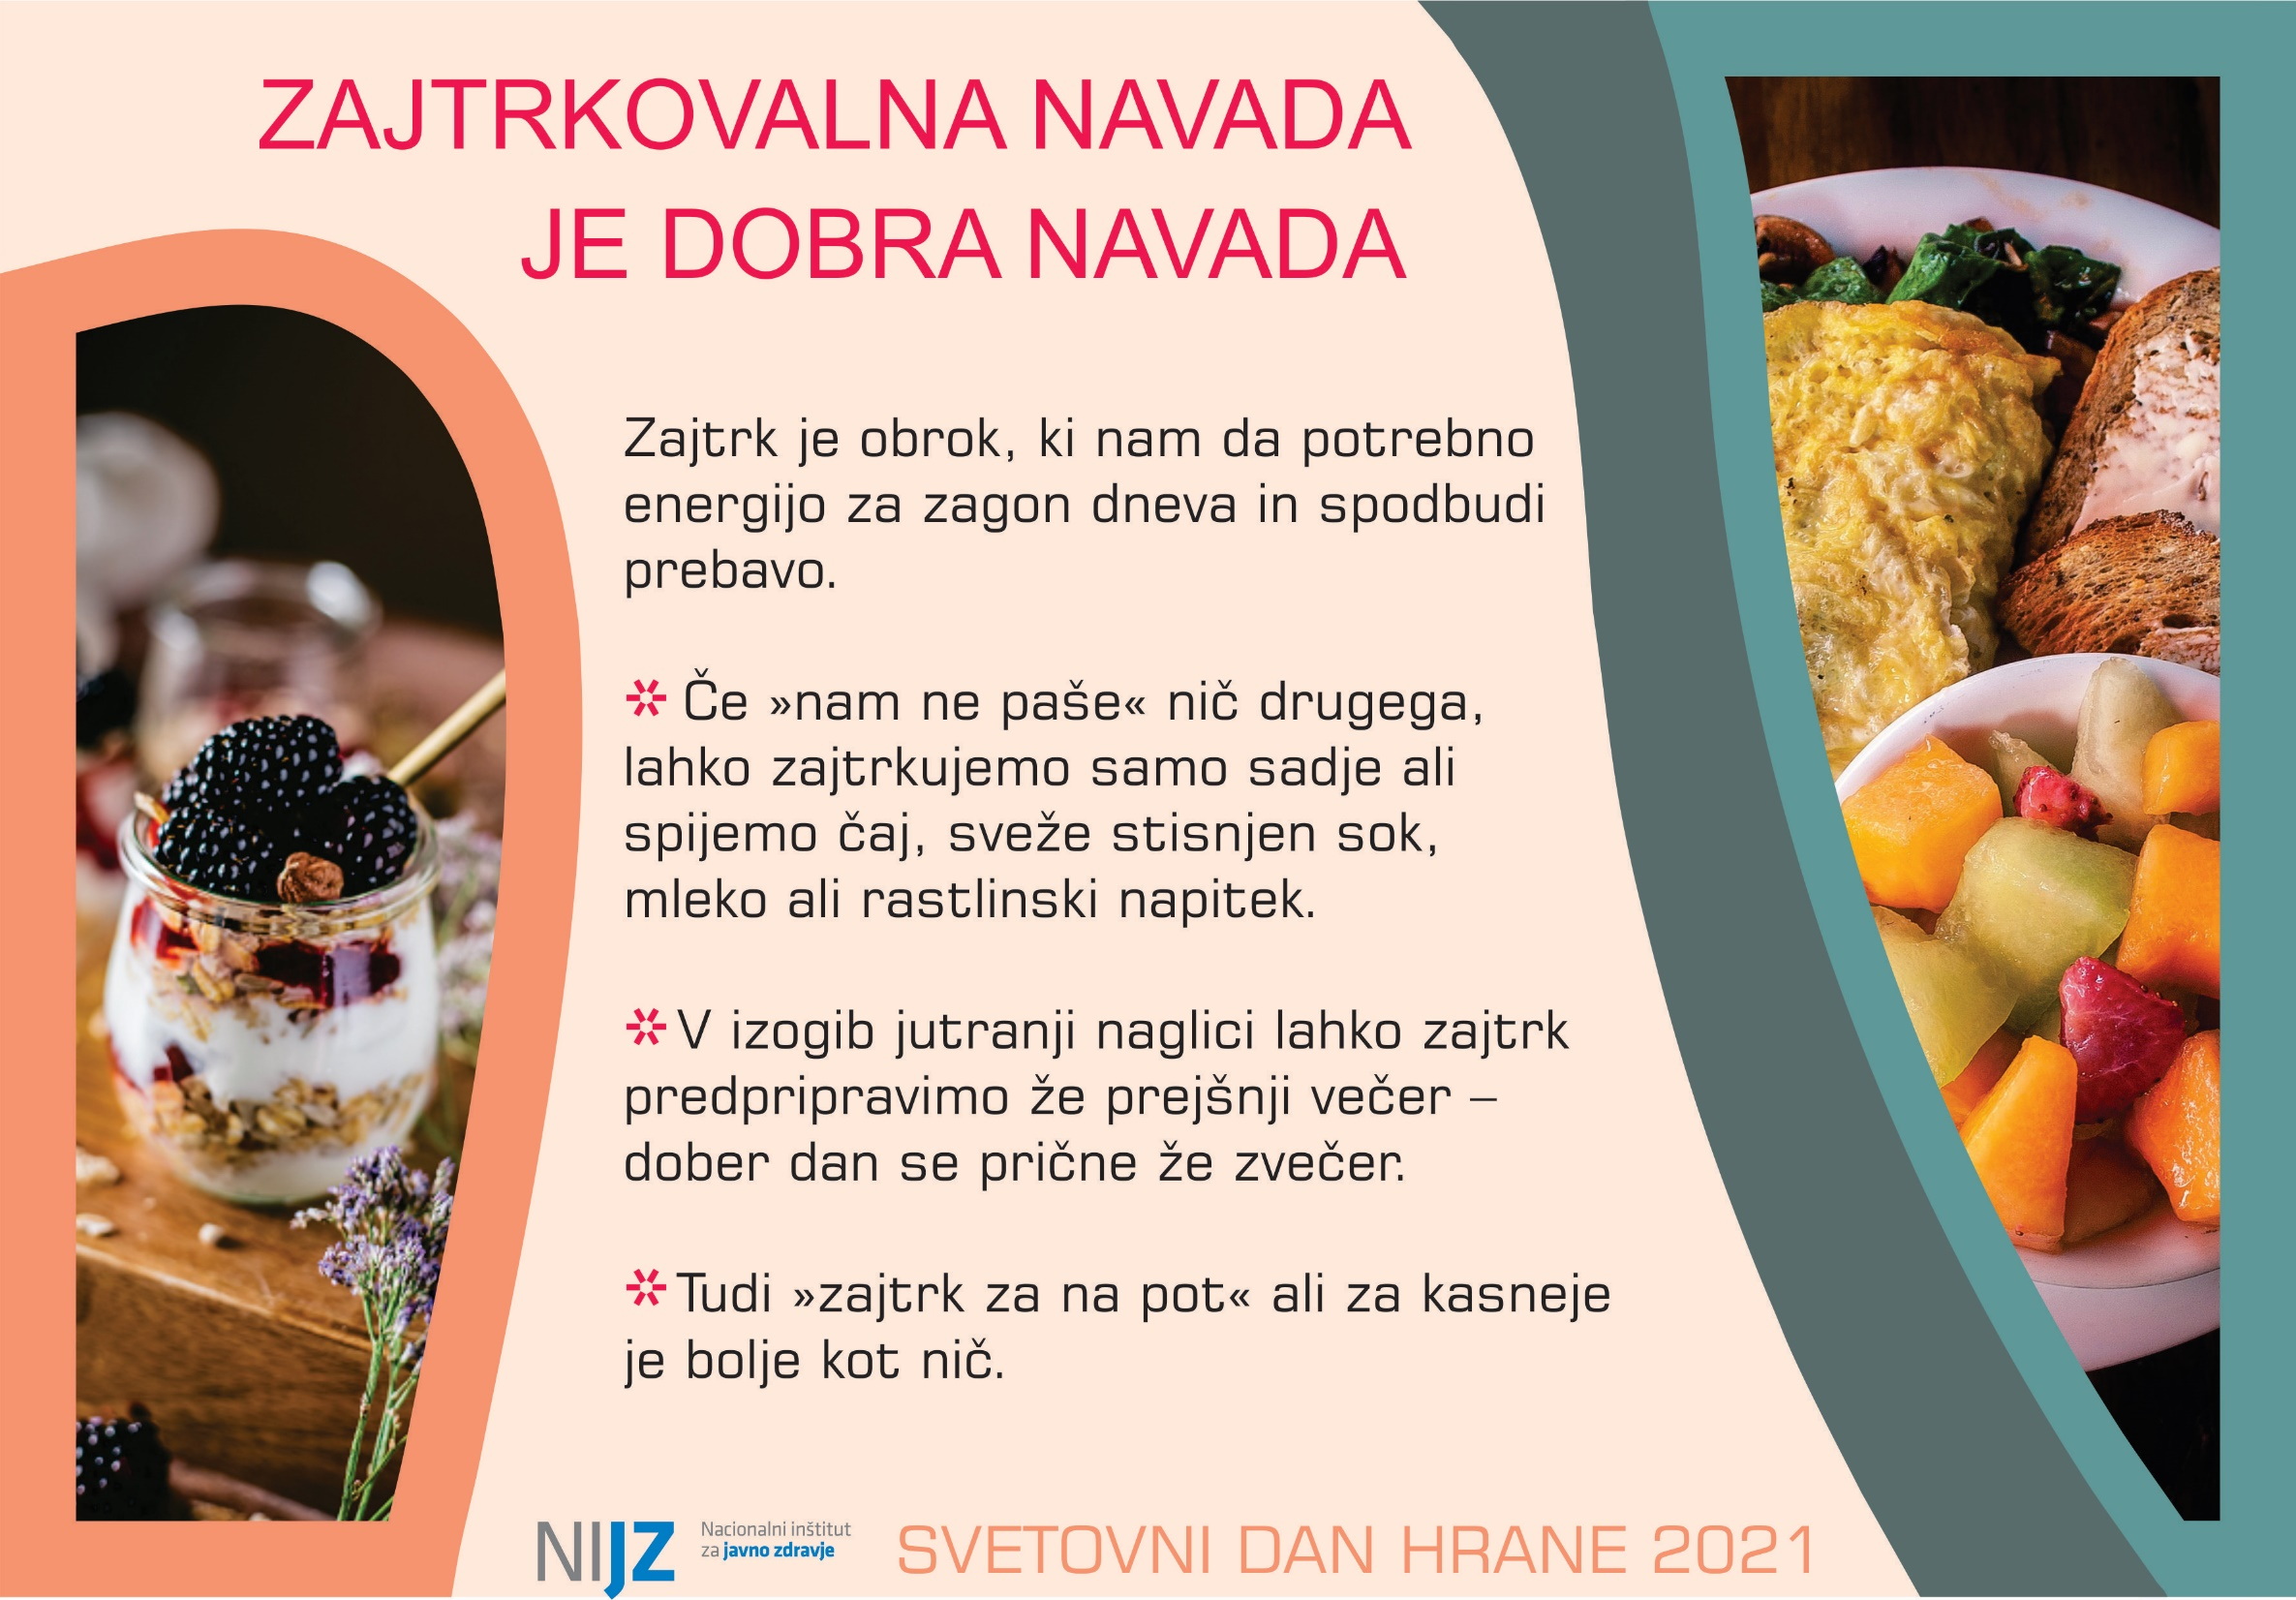 ZAJTRKOVALNA NAVADA
JE DOBRA NAVADA
Zajtrk je obrok, ki nam da potrebno
energijo za zagon dneva in spodbudi
prebavo.
* Če »nam ne paše« nič drugega,
lahko zajtrkujemo samo sadje ali
spijemo čaj, sveže stisnjen sok,
mleko ali rastlinski napitek.
* V izogib jutranji naglici lahko zajtrk
predpripravimo že prejšnji večer –
dober dan se prične že zvečer.
* Tudi »zajtrk za na pot« ali za kasneje
je bolje kot nič.
NIJZ
Nacionalni inštitut
za javno zdravje
SVETOVNI DAN HRANE 2021